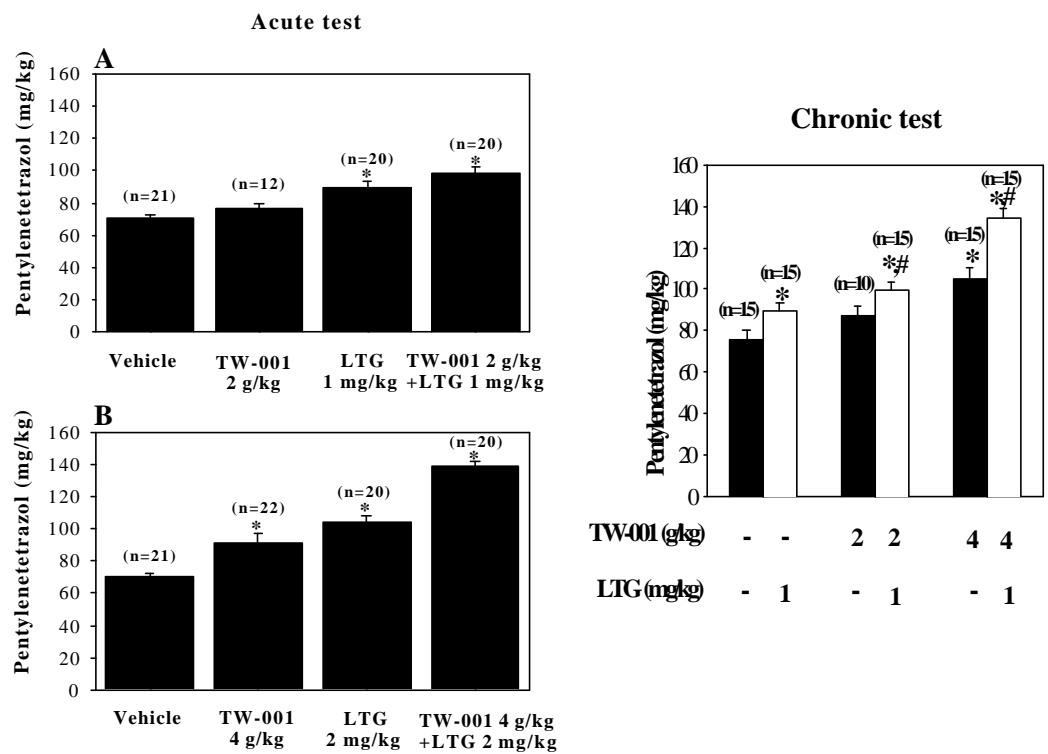 Acute test
A
Pentylenetetrazol (mg/kg)
160
140
120
100
80
60
40
20
0
(n=21)
(n=12)
(n=20)
*
(n=20)
*
Vehicle
TW-001
2 g/kg
LTG
1 mg/kg
TW-001 2 g/kg
+LTG 1 mg/kg
B
Pentylenetetrazol (mg/kg)
160
140
120
100
80
60
40
20
0
(n=21)
(n=22)
*
(n=20)
*
(n=20)
*
Vehicle
TW-001
4 g/kg
LTG
2 mg/kg
TW-001 4 g/kg
+LTG 2 mg/kg
Chronic test
Pentylenetetrazol (mg/kg)
160
140
120
100
80
60
40
20
0
(n=15)
(n=15)
*
(n=10)
(n=15)
*,#
(n=15)
*
(n=15)
*,#
TW-001 (g/kg) - - 2 2 4 4
LTG (mg/kg) - 1 - 1 - 1